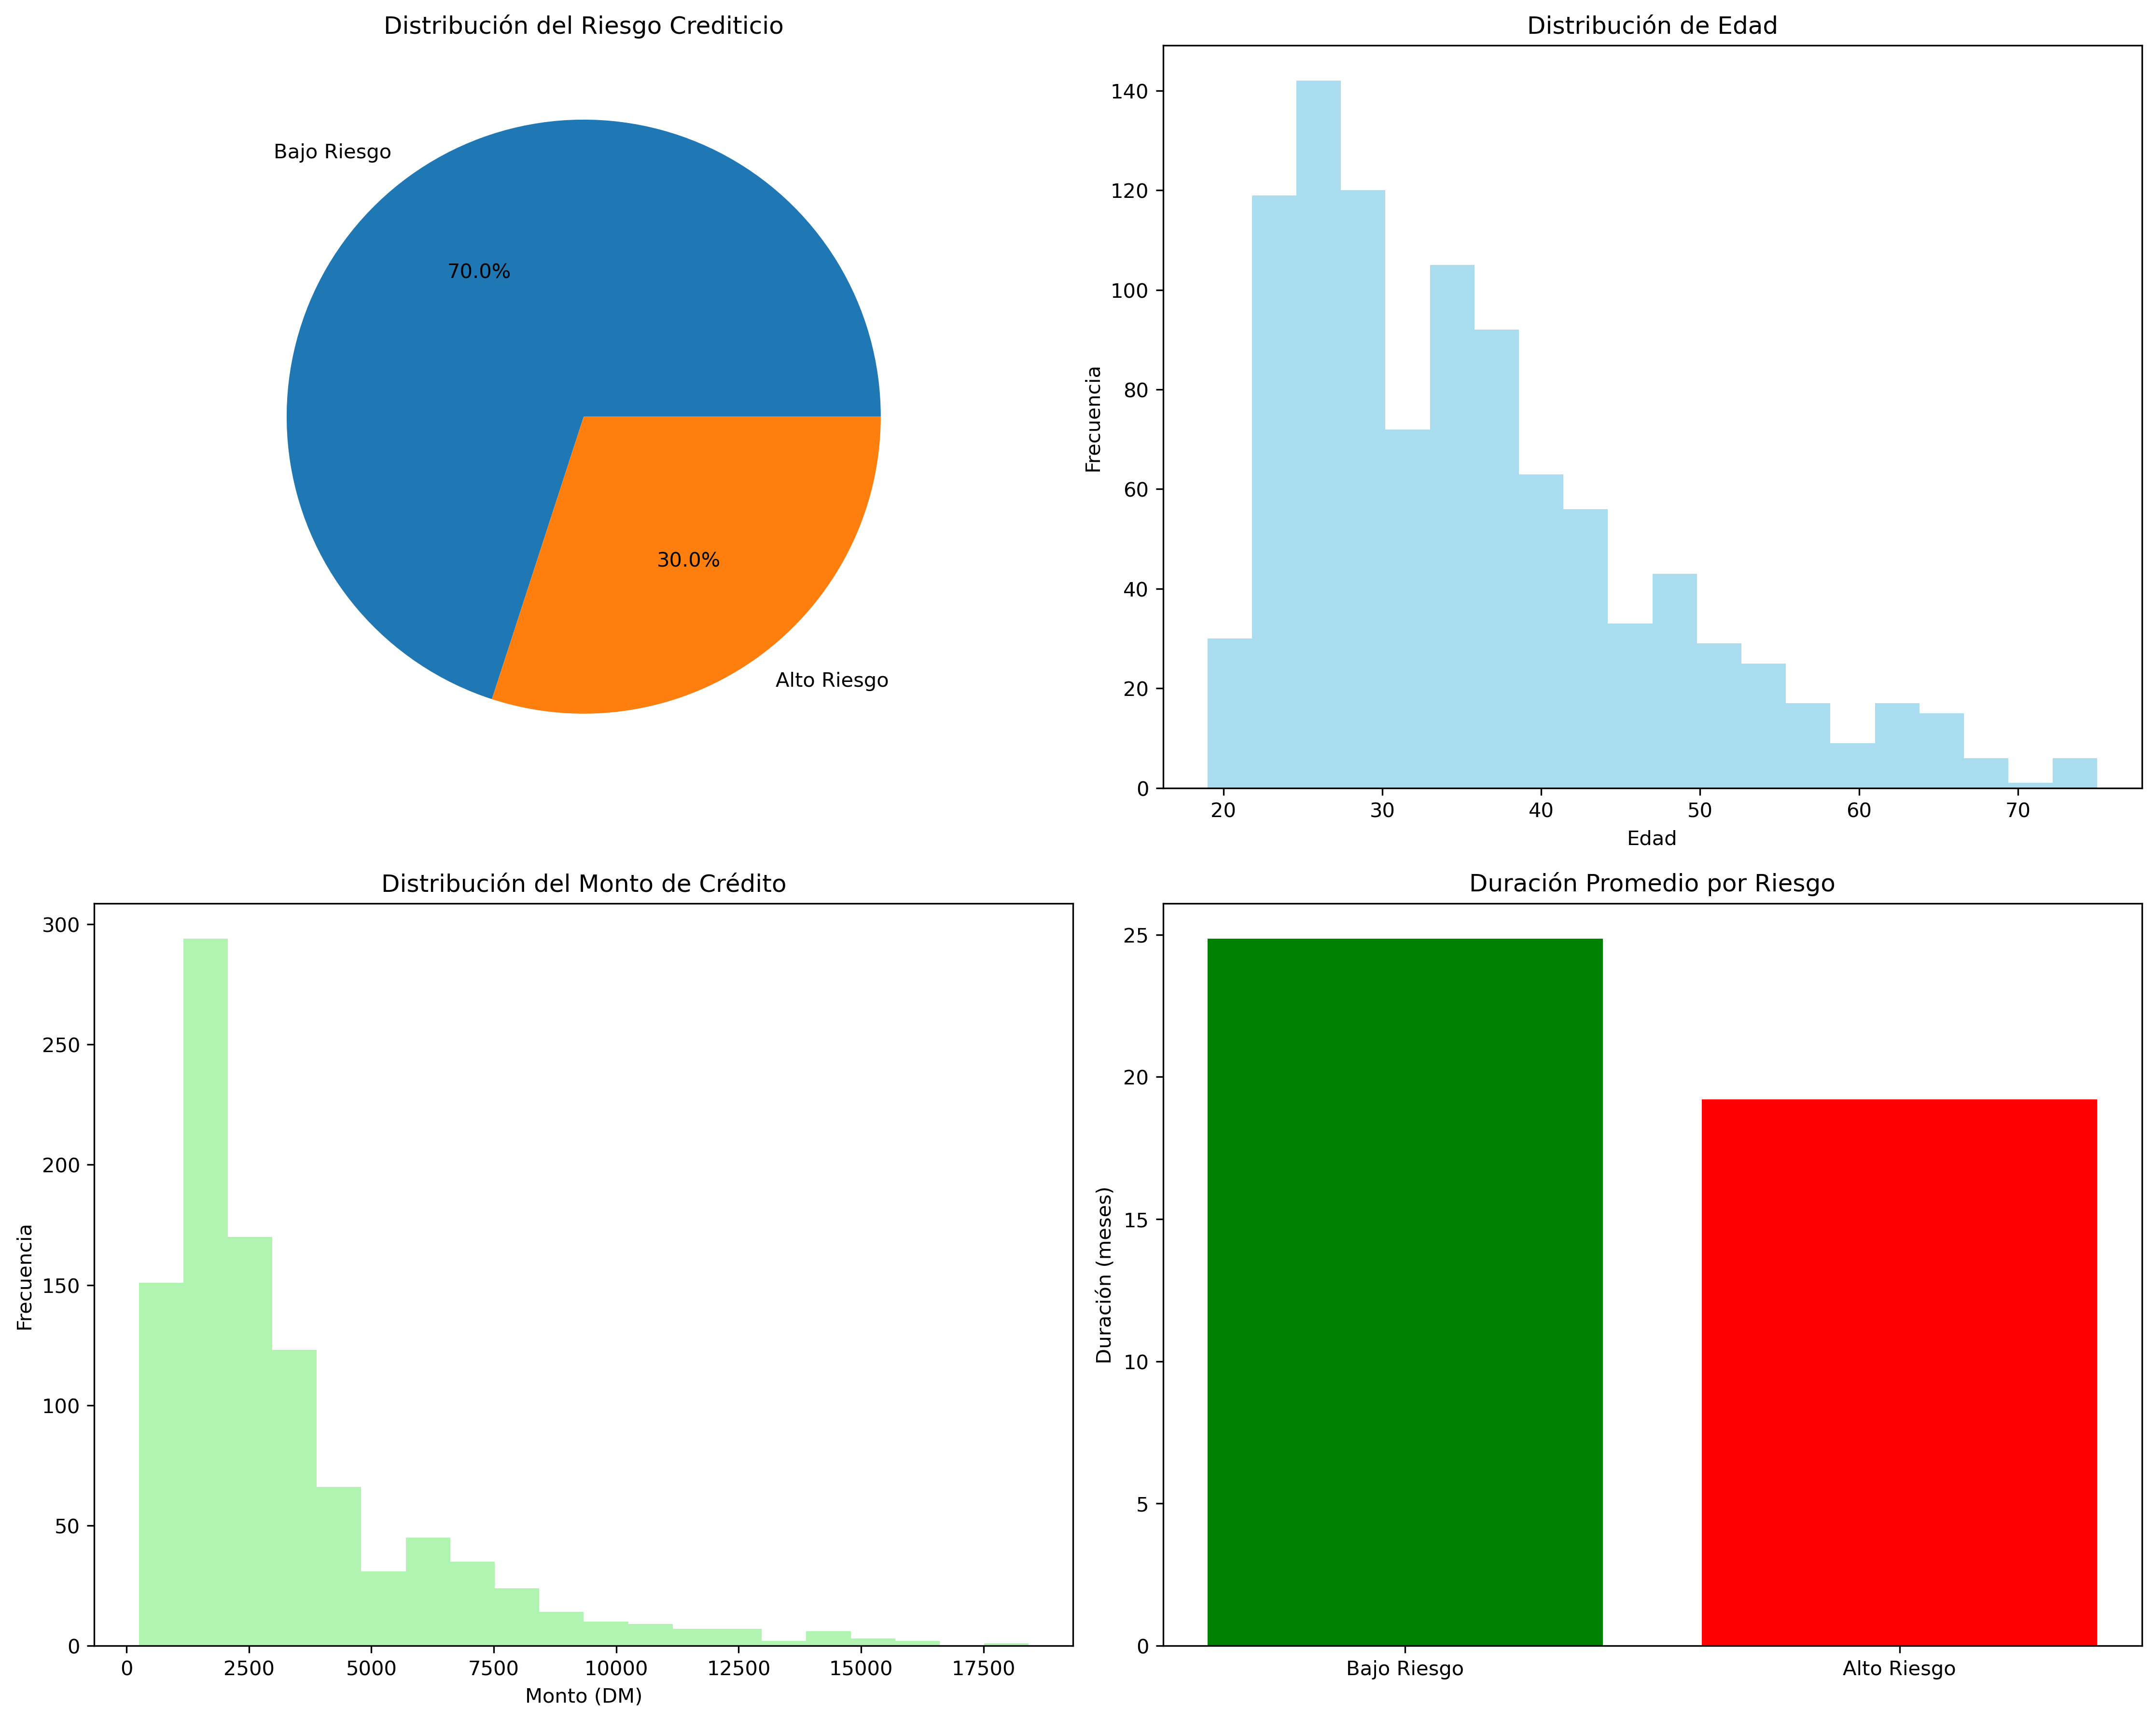 Distribución del Riesgo Crediticio
Bajo Riesgo
70.0%
30.0%
Alto Riesgo
Distribución de Edad
Frecuencia
140
120
100
80
60
40
20
0
20 30 40 50 60 70
Edad
Distribución del Monto de Crédito
Frecuencia
300
250
200
150
100
50
0
0 2500 5000 7500 10000 12500 15000 17500
Monto (DM)
Duración Promedio por Riesgo
Duración (meses)
25
20
15
10
5
0
Bajo Riesgo Alto Riesgo